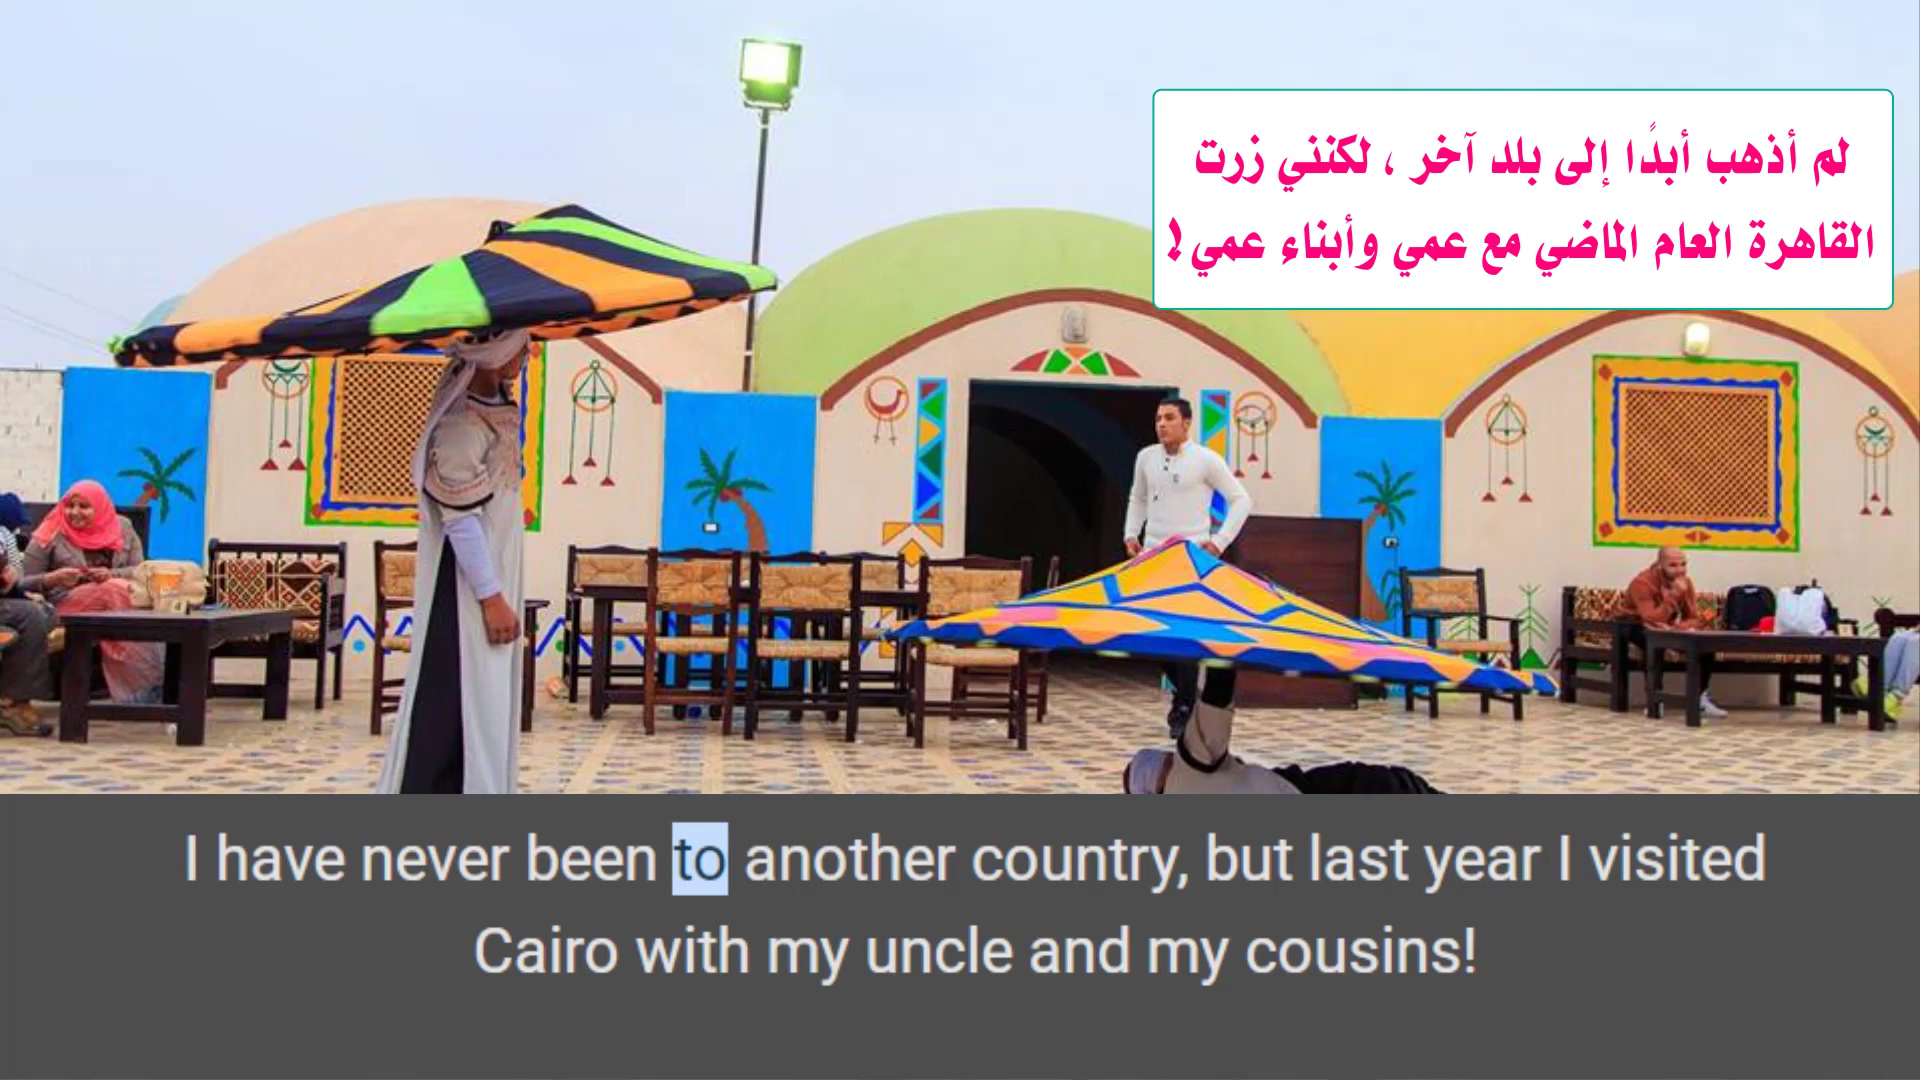 لم أذهب أبدًا إلى بلد آخر ، لكنني زرت
القاهرة العام الماضي مع عمي وأبناء عمي!
I have never been to another country, but last year I visited
Cairo with my uncle and my cousins!